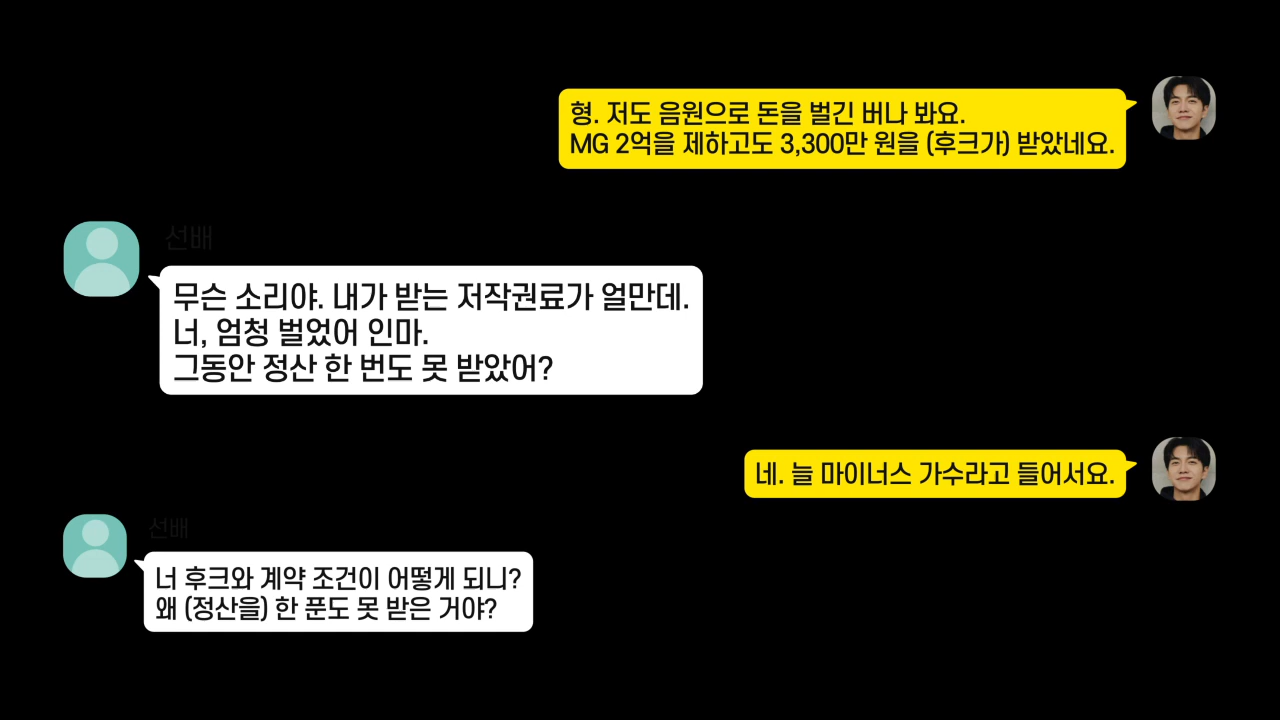 형. 저도 음원으로 돈을 벌긴 버나 봐요.
MG 2억을 제하고도 3,300만 원을 (후크가) 받았네요.
선배
무슨 소리야. 내가 받는 저작권료가 얼만데.
너, 엄청 벌었어 인마.
그동안 정산 한 번도 못 받았어?
네. 늘 마이너스 가수라고 들어서요.
선배
너 후크와 계약 조건이 어떻게 되니?
왜 (정산을) 한 푼도 못 받은 거야?